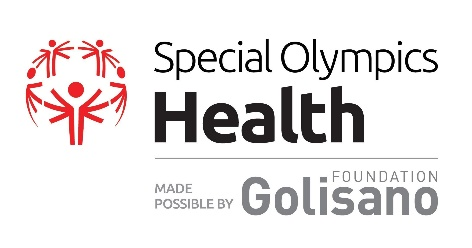 Special Olympics
Health
MADE
POSSIBLE BY
FOUNDATION
Golisano